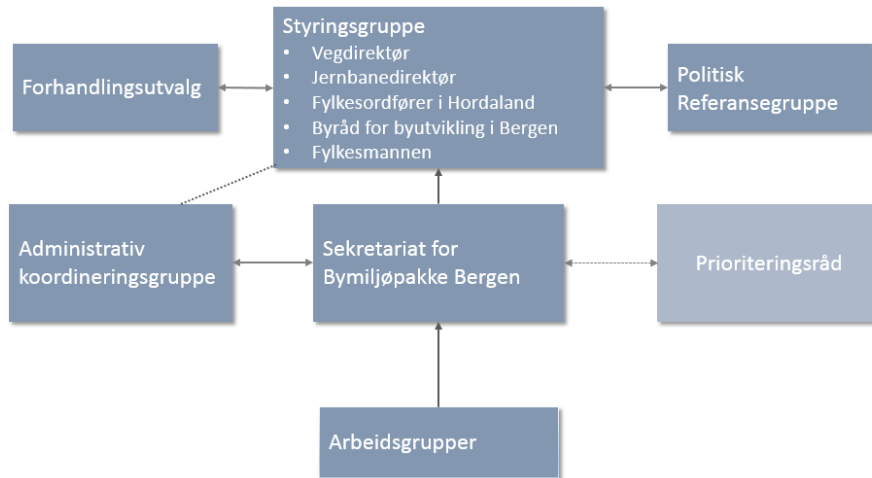 Styringsgruppe
• Vegdirektør
• Jernbanedirektør
• Fylkesordfører i Hordaland
• Byråd for byutvikling i Bergen
• Fylkesmannen
Forhandlingsutvalg
Politisk
Referansegruppe
Administrativ
koordineringsgruppe
Sekretariat for
Bymiljøpakke Bergen
Prioriteringsråd
Arbeidsgrupper